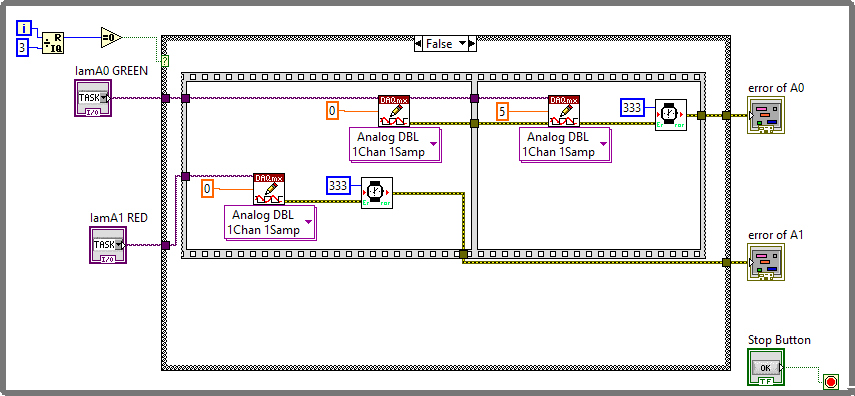 i
3
R
IQ
=0
False
?
IamA0 GREEN
TASK
I/O
0
DAQmx
Analog DBL
1Chan 1Samp
5
DAQmx
Analog DBL
1Chan 1Samp
333
Error
error of A0
IamA1 RED
TASK
I/O
0
DAQmx
Analog DBL
1Chan 1Samp
333
Error
error of A1
Stop Button
OK
TF